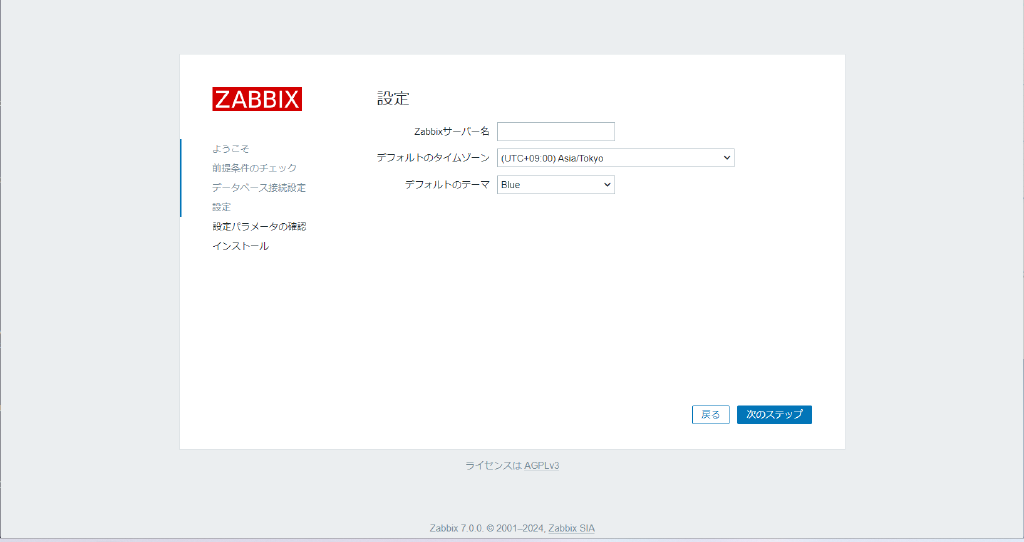 ZABBIX
ようこそ
前提条件のチェック
データベース接続設定
設定
設定パラメータの確認
インストール
設定
Zabbixサーバー名
デフォルトのタイムゾーン (UTC+09:00) Asia/Tokyo
デフォルトのテーマ Blue
戻る 次のステップ
ライセンスは AGPLv3
Zabbix 7.0.0. © 2001–2024, Zabbix SIA